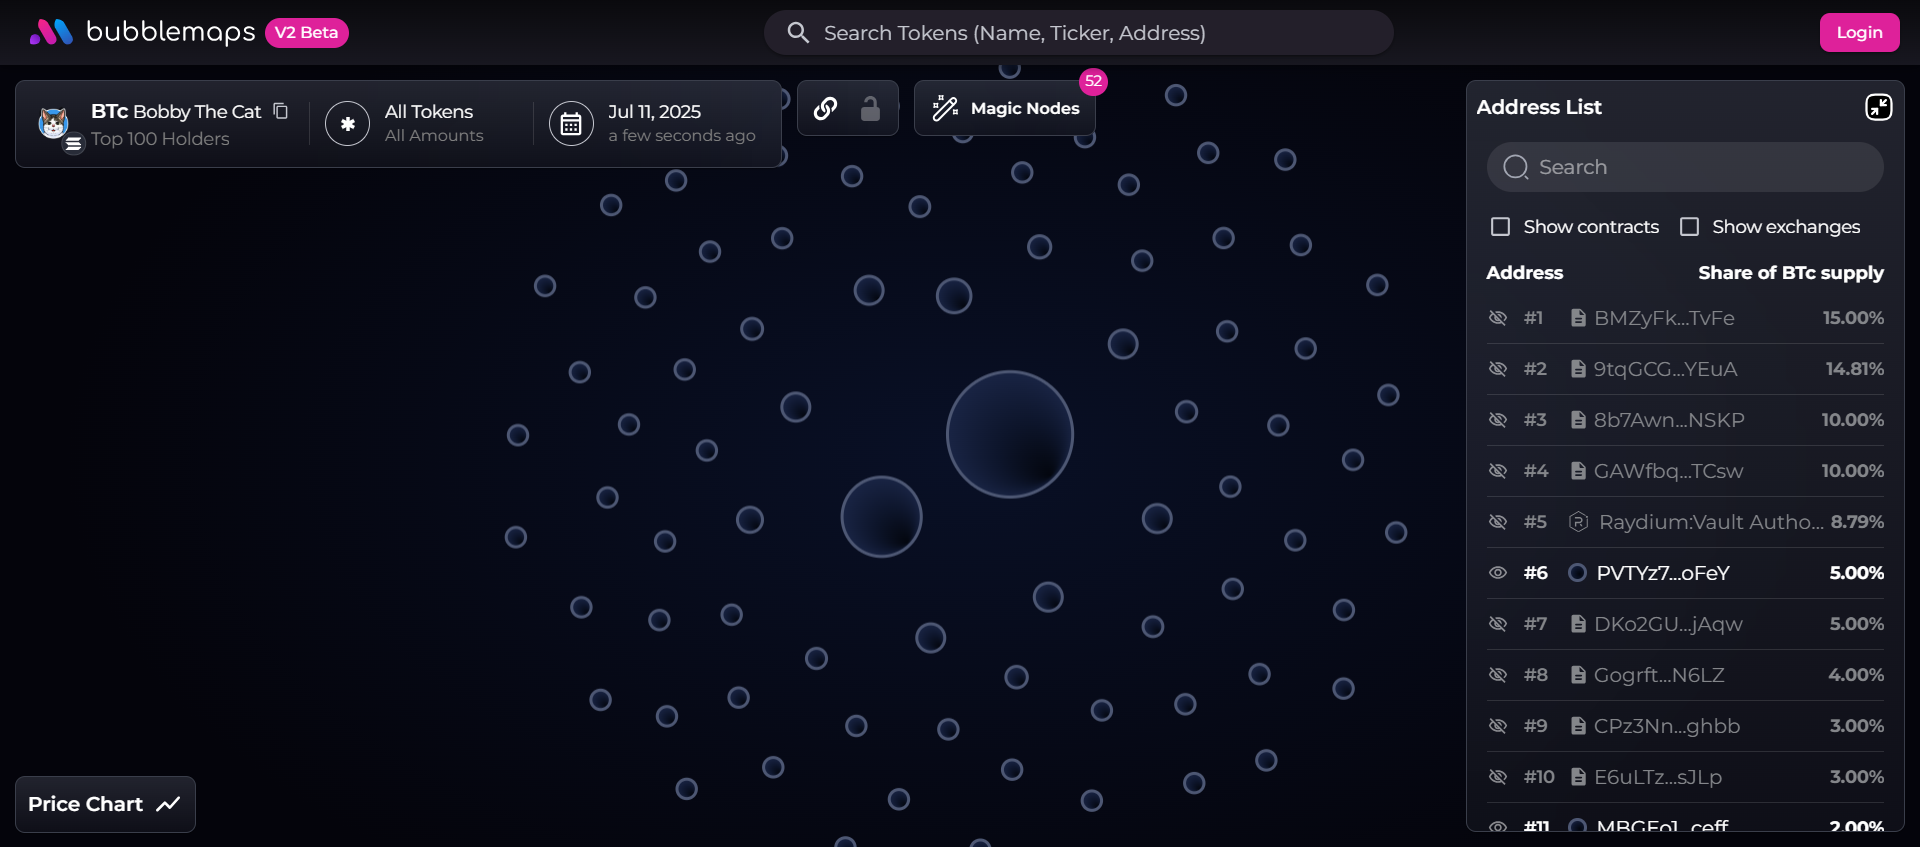 bubblemaps V2 Beta
Search Tokens (Name, Ticker, Address)
Login
BTc Bobby The Cat
Top 100 Holders
All Tokens
All Amounts
Jul 11, 2025
a few seconds ago
Magic Nodes
52
Address List
Search
Show contracts
Show exchanges
Address Share of BTc supply
#1 BMZyFk...TvFe 15.00%
#2 9tqGCG...YEuA 14.81%
#3 8b7Awn...NSKP 10.00%
#4 GAWfbq...TCsw 10.00%
#5 Raydium:Vault Autho... 8.79%
#6 PVTYz7...oFeY 5.00%
#7 DKo2GU...jAqw 5.00%
#8 Gogrft...N6LZ 4.00%
#9 CPz3Nn...ghbb 3.00%
#10 E6uLTz...sJLp 3.00%
#11 2.00%
Price Chart